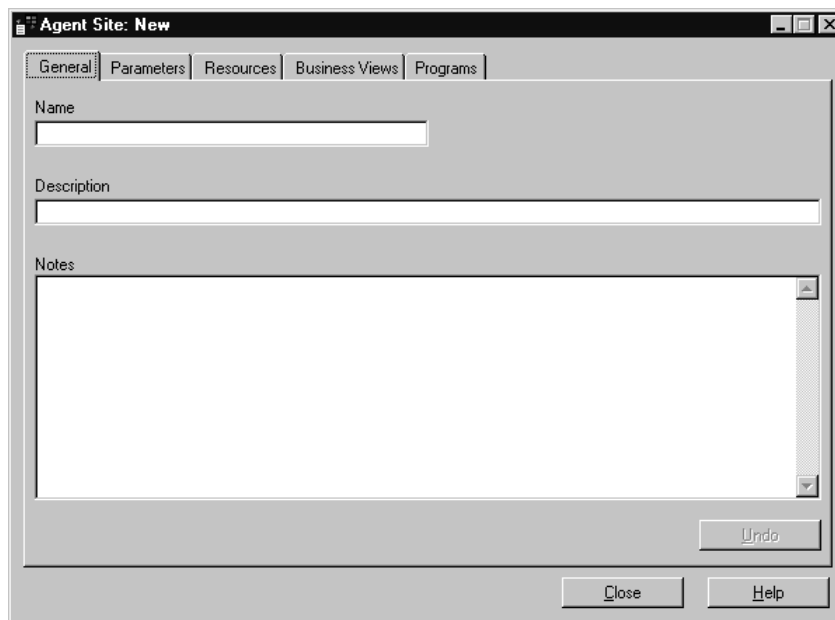 Agent Site: New
General Parameters Resources Business Views Programs
Name
Description
Notes
Undo
Close Help